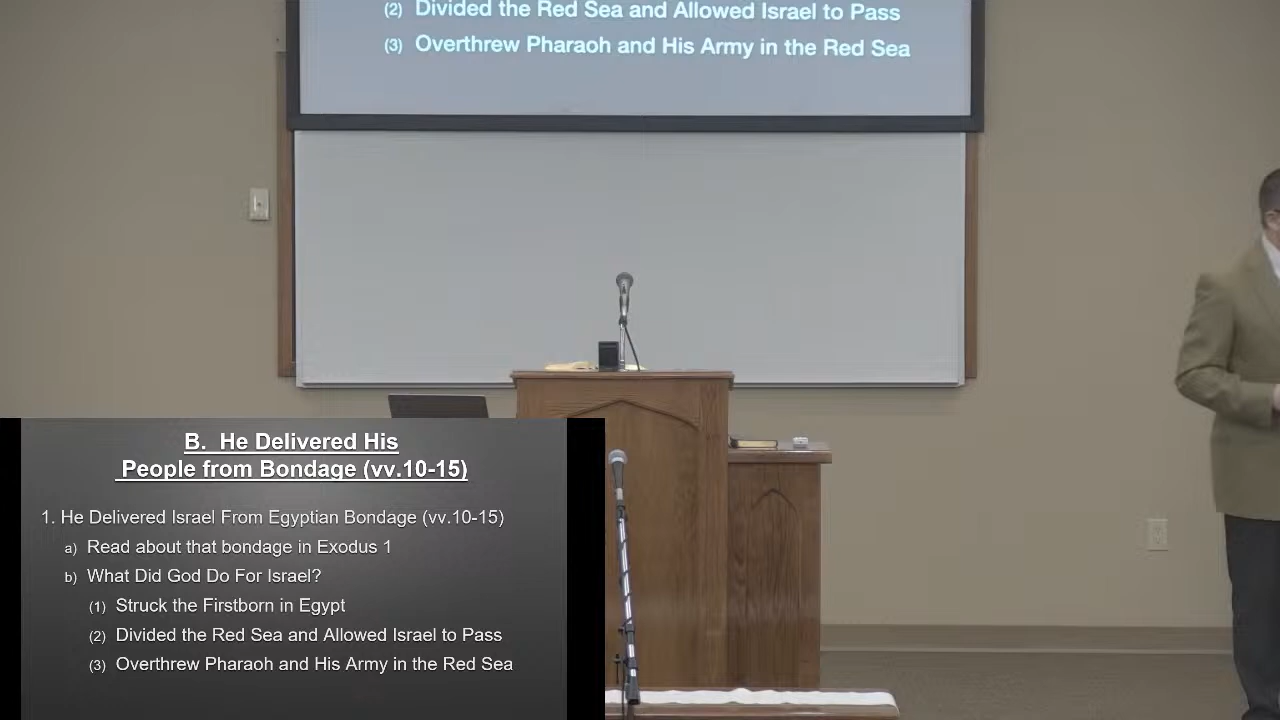 (2) Divided the Red Sea and Allowed Israel to Pass
(3) Overthrew Pharaoh and His Army in the Red Sea
B. He Delivered His
People from Bondage (vv.10-15)
1. He Delivered Israel From Egyptian Bondage (vv.10-15)
a) Read about that bondage in Exodus 1
b) What Did God Do For Israel?
(1) Struck the Firstborn in Egypt
(2) Divided the Red Sea and Allowed Israel to Pass
(3) Overthrew Pharaoh and His Army in the Red Sea